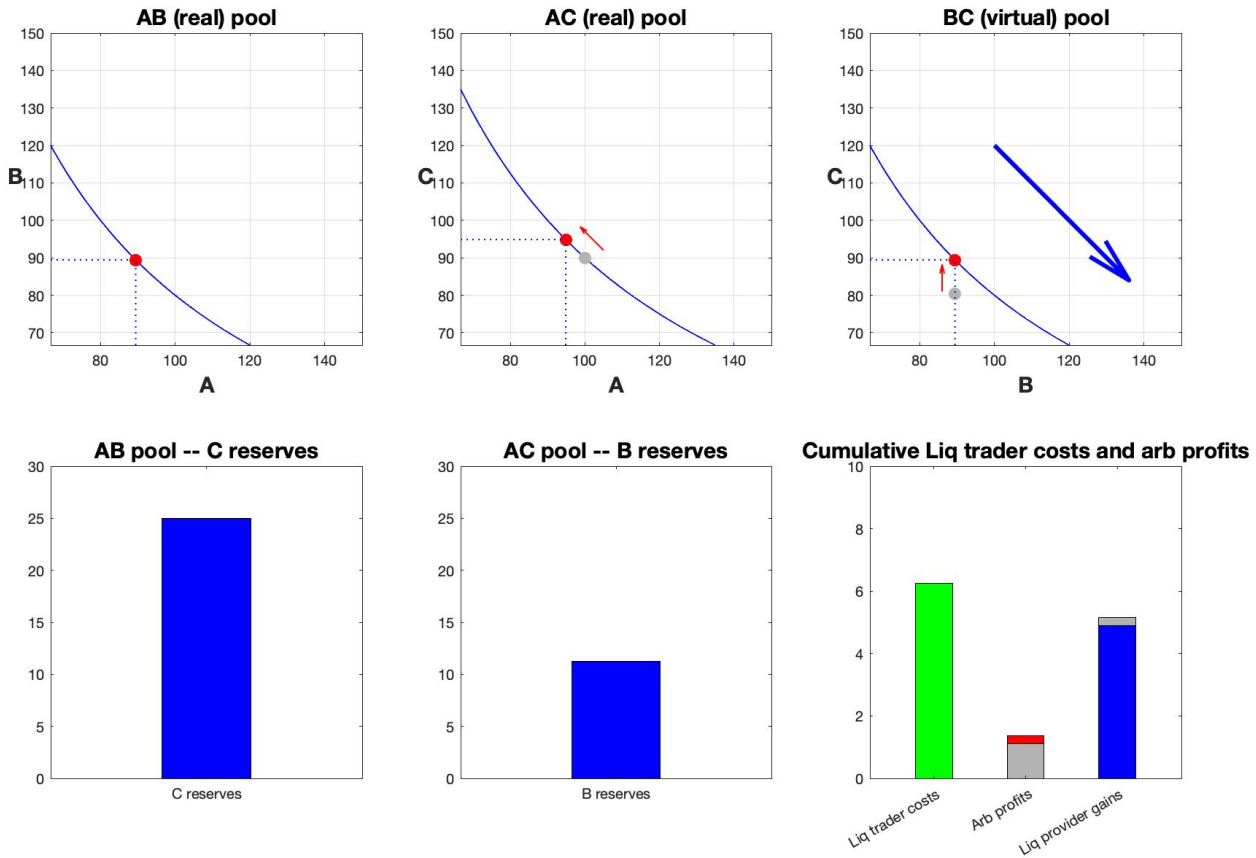 AB (real) pool
150
140
130
120
110
100
90
80
70
B
80 100 120 140
A
AC (real) pool
150
140
130
120
110
100
90
80
70
C
80 100 120 140
A
BC (virtual) pool
150
140
130
120
110
100
90
80
70
C
80 100 120 140
B
AB pool -- C reserves
30
25
20
15
10
5
0
C reserves
AC pool -- B reserves
30
25
20
15
10
5
0
B reserves
Cumulative Liq trader costs and arb profits
10
8
6
4
2
0
Liq trader costs
Arb profits
Liq provider gains